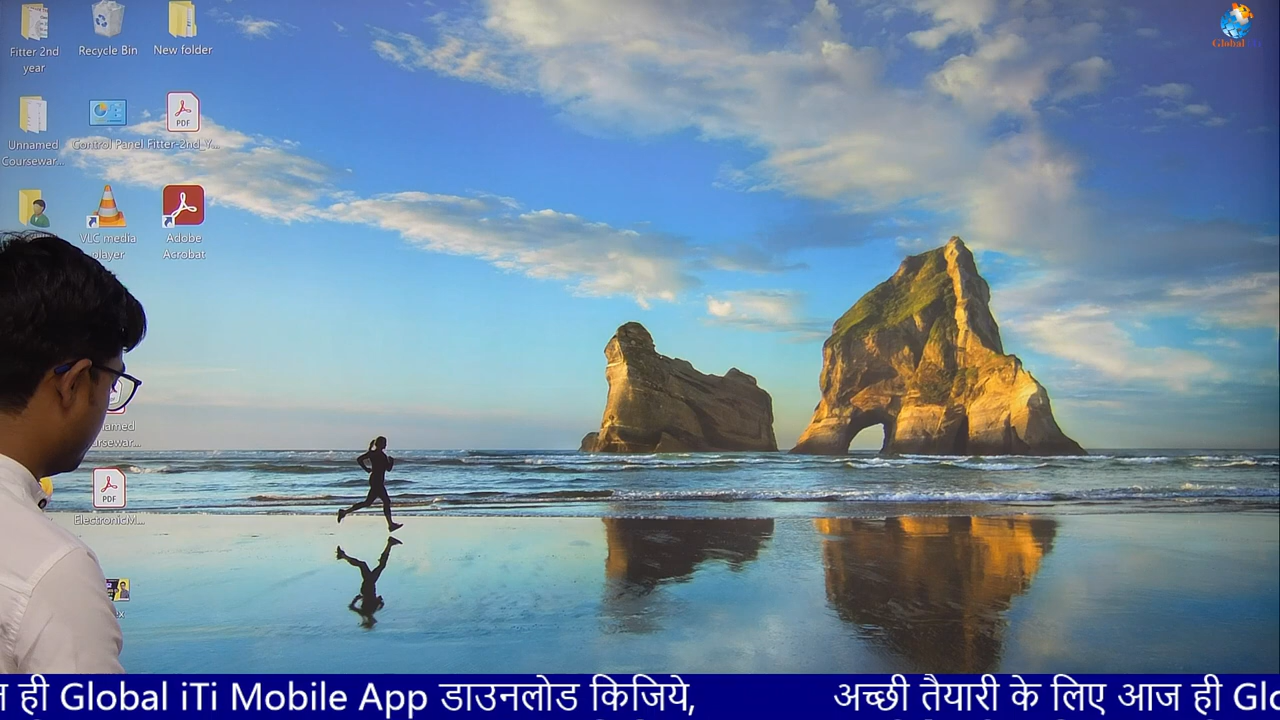 Fitter 2nd
year
Recycle Bin
New folder
Global iTi
Unnamed
Coursewar...
Control Panel
PDF
Fitter-2nd_Y...
VLC media
player
Adobe
Acrobat
PDF
ही Global iTi Mobile App डाउनलोड किजिये,
अच्छी तैयारी के लिए आज ही